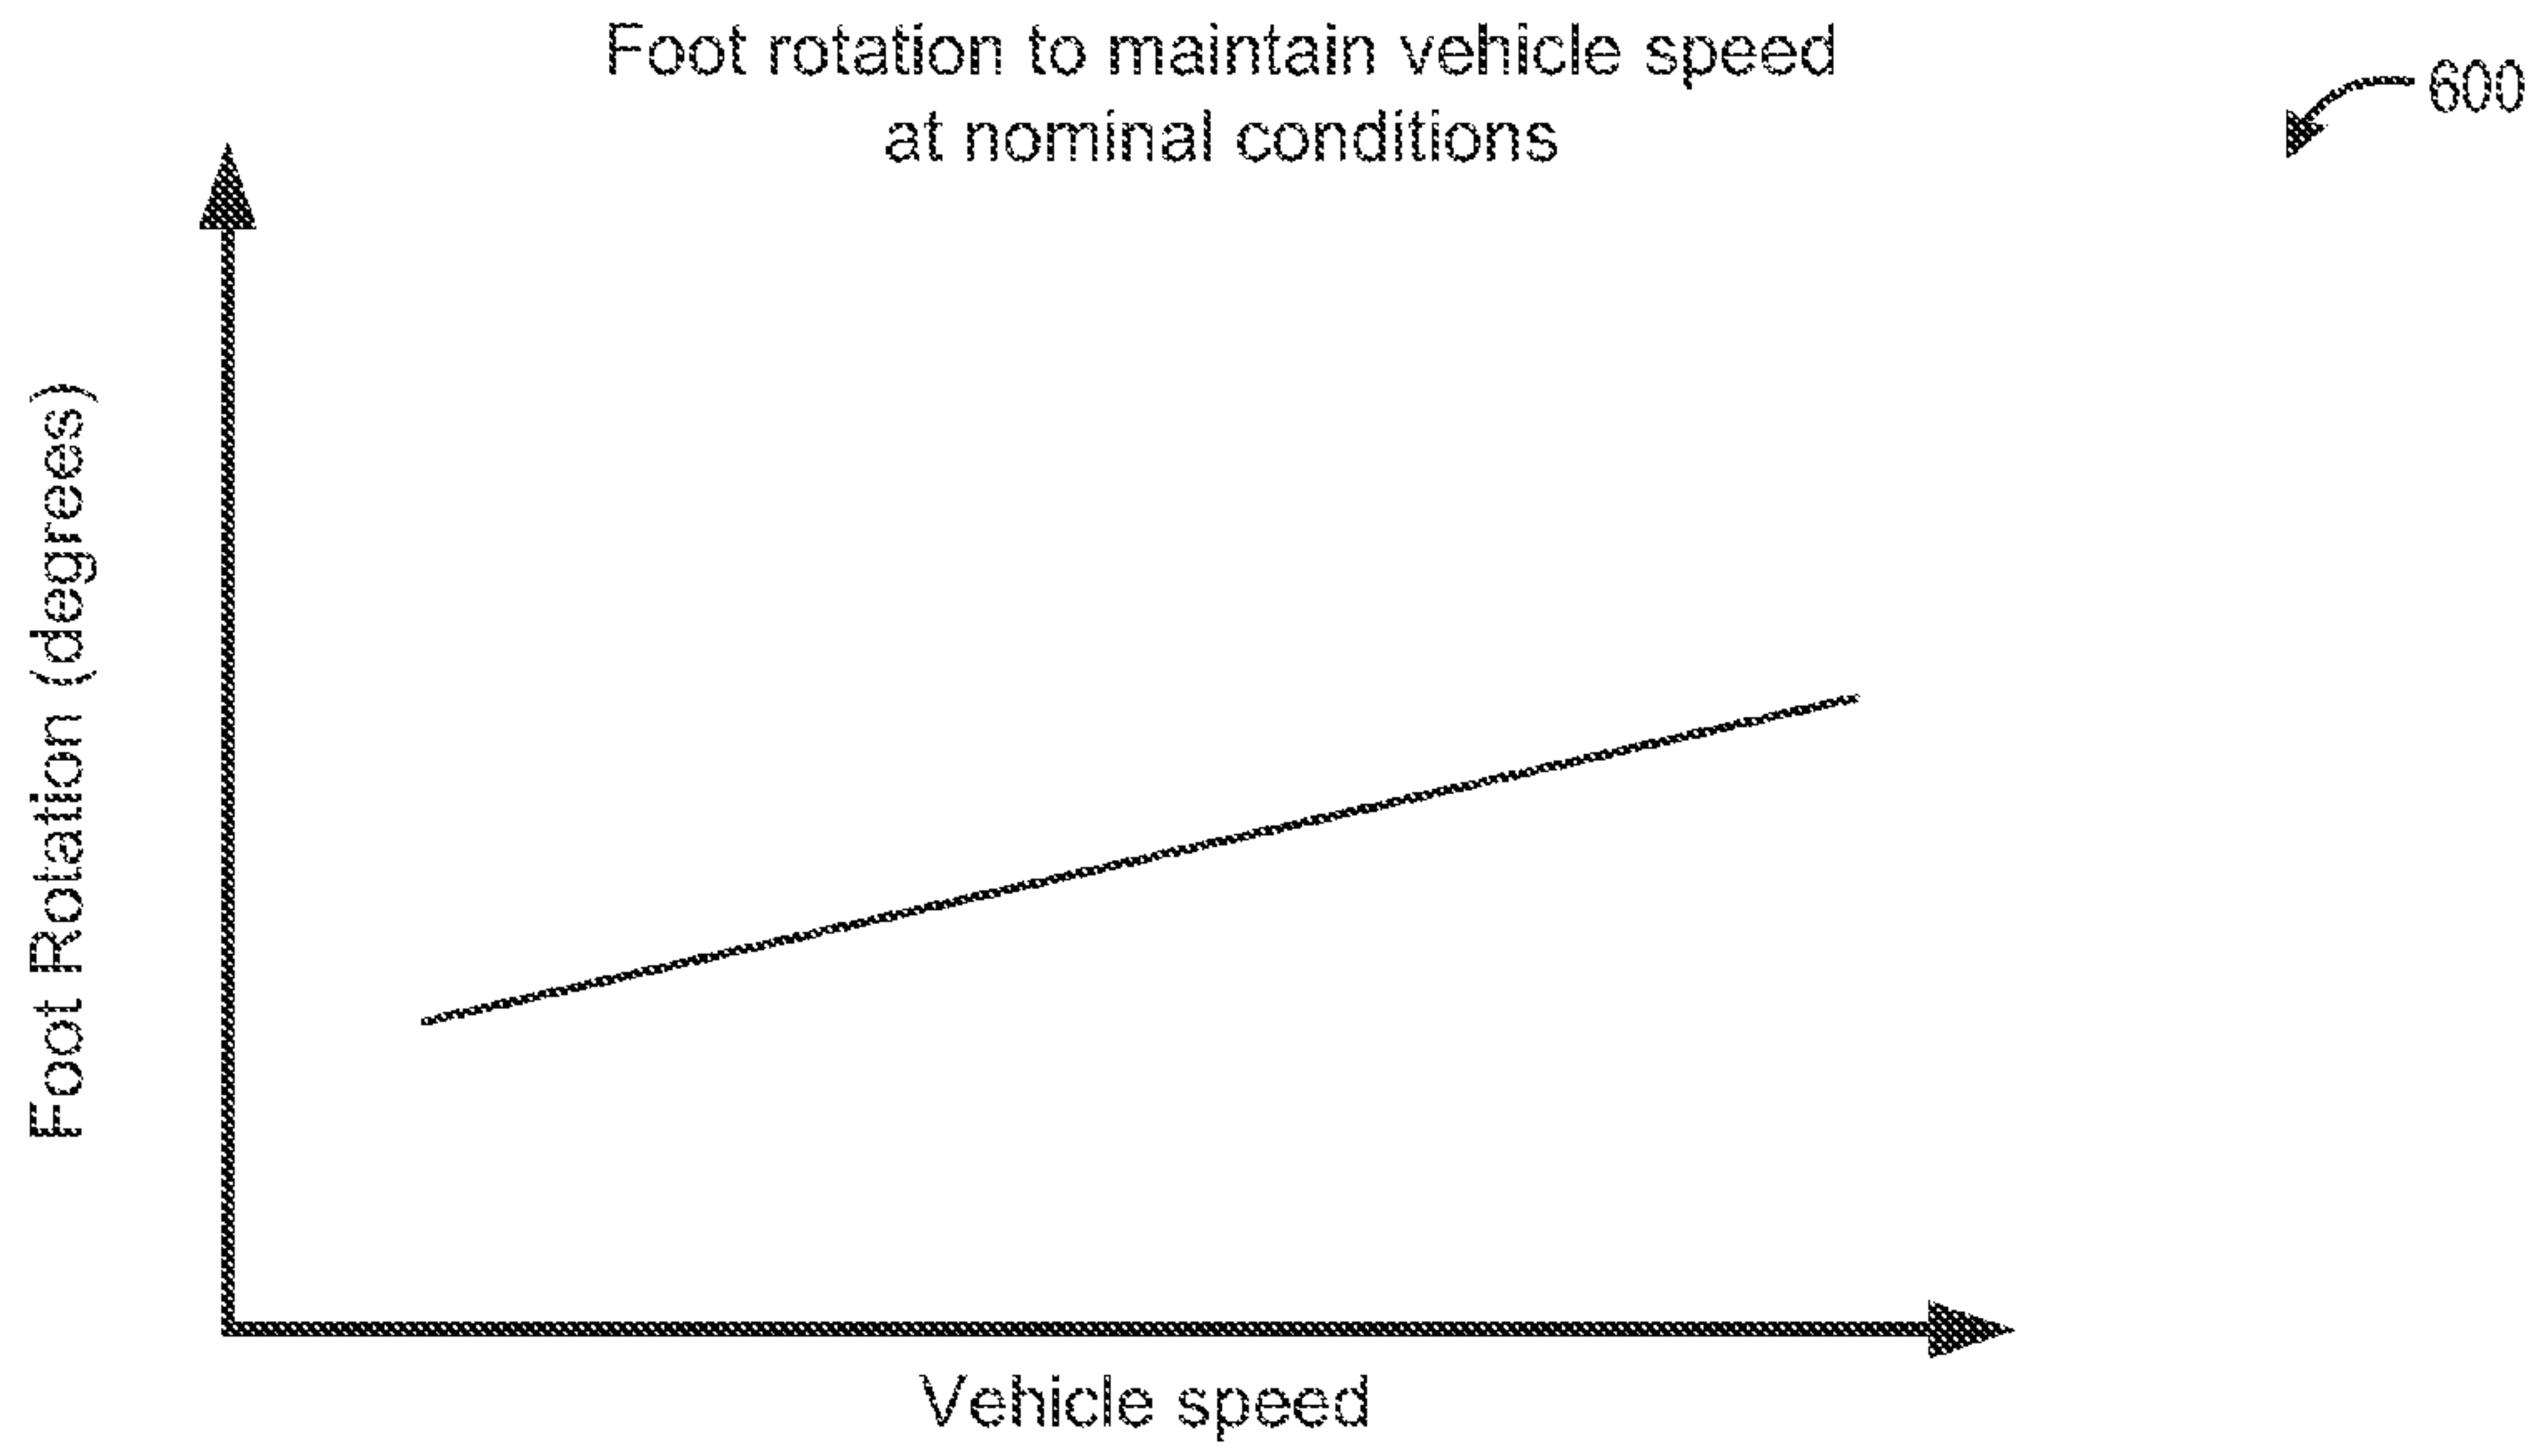 Foot rotation to maintain vehicle speed
at nominal conditions
600
Foot Rotation (degrees)
Vehicle speed